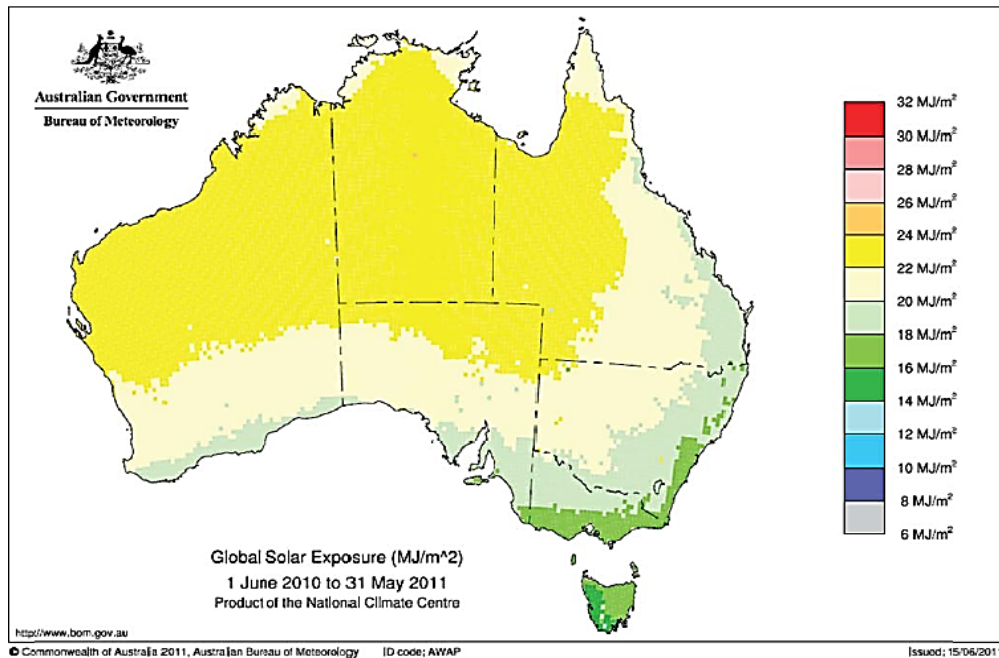 Australian Government
Bureau of Meteorology
32 MJ/m²
30 MJ/m²
28 MJ/m²
26 MJ/m²
24 MJ/m²
22 MJ/m²
20 MJ/m²
18 MJ/m²
16 MJ/m²
14 MJ/m²
12 MJ/m²
10 MJ/m²
8 MJ/m²
6 MJ/m²
Global Solar Exposure (MJ/m^2)
1 June 2010 to 31 May 2011
Product of the National Climate Centre
http://www.bom.gov.au
© Commonwealth of Australia 2011, Australian Bureau of Meteorology ID code: AWAP Issued: 15/06/2011